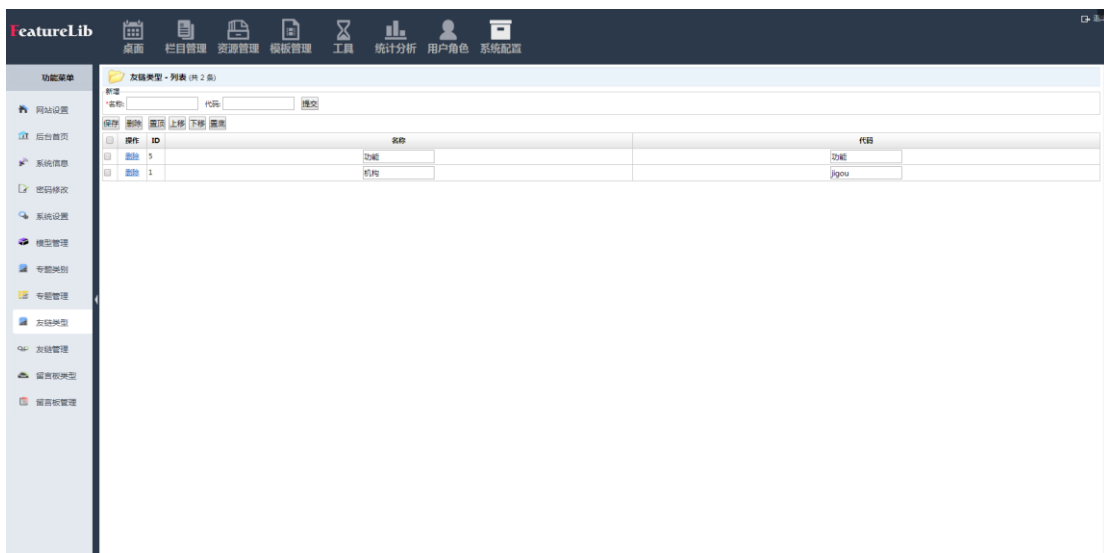 FeatureLib
桌面 栏目管理 资源管理 模板管理 工具 统计分析 用户角色 系统配置
功能菜单
网站设置
后台首页
系统信息
密码修改
系统设置
模型管理
专题类别
专题管理
友链类型
友链管理
留言板类型
留言板管理
友链类型 - 列表 (共 2 条)
新增
*名称: 代码: 提交
保存 删除 置顶 上移 下移 置底
操作 ID 名称 代码
删除 5 功能 功能
删除 1 机构 jigou